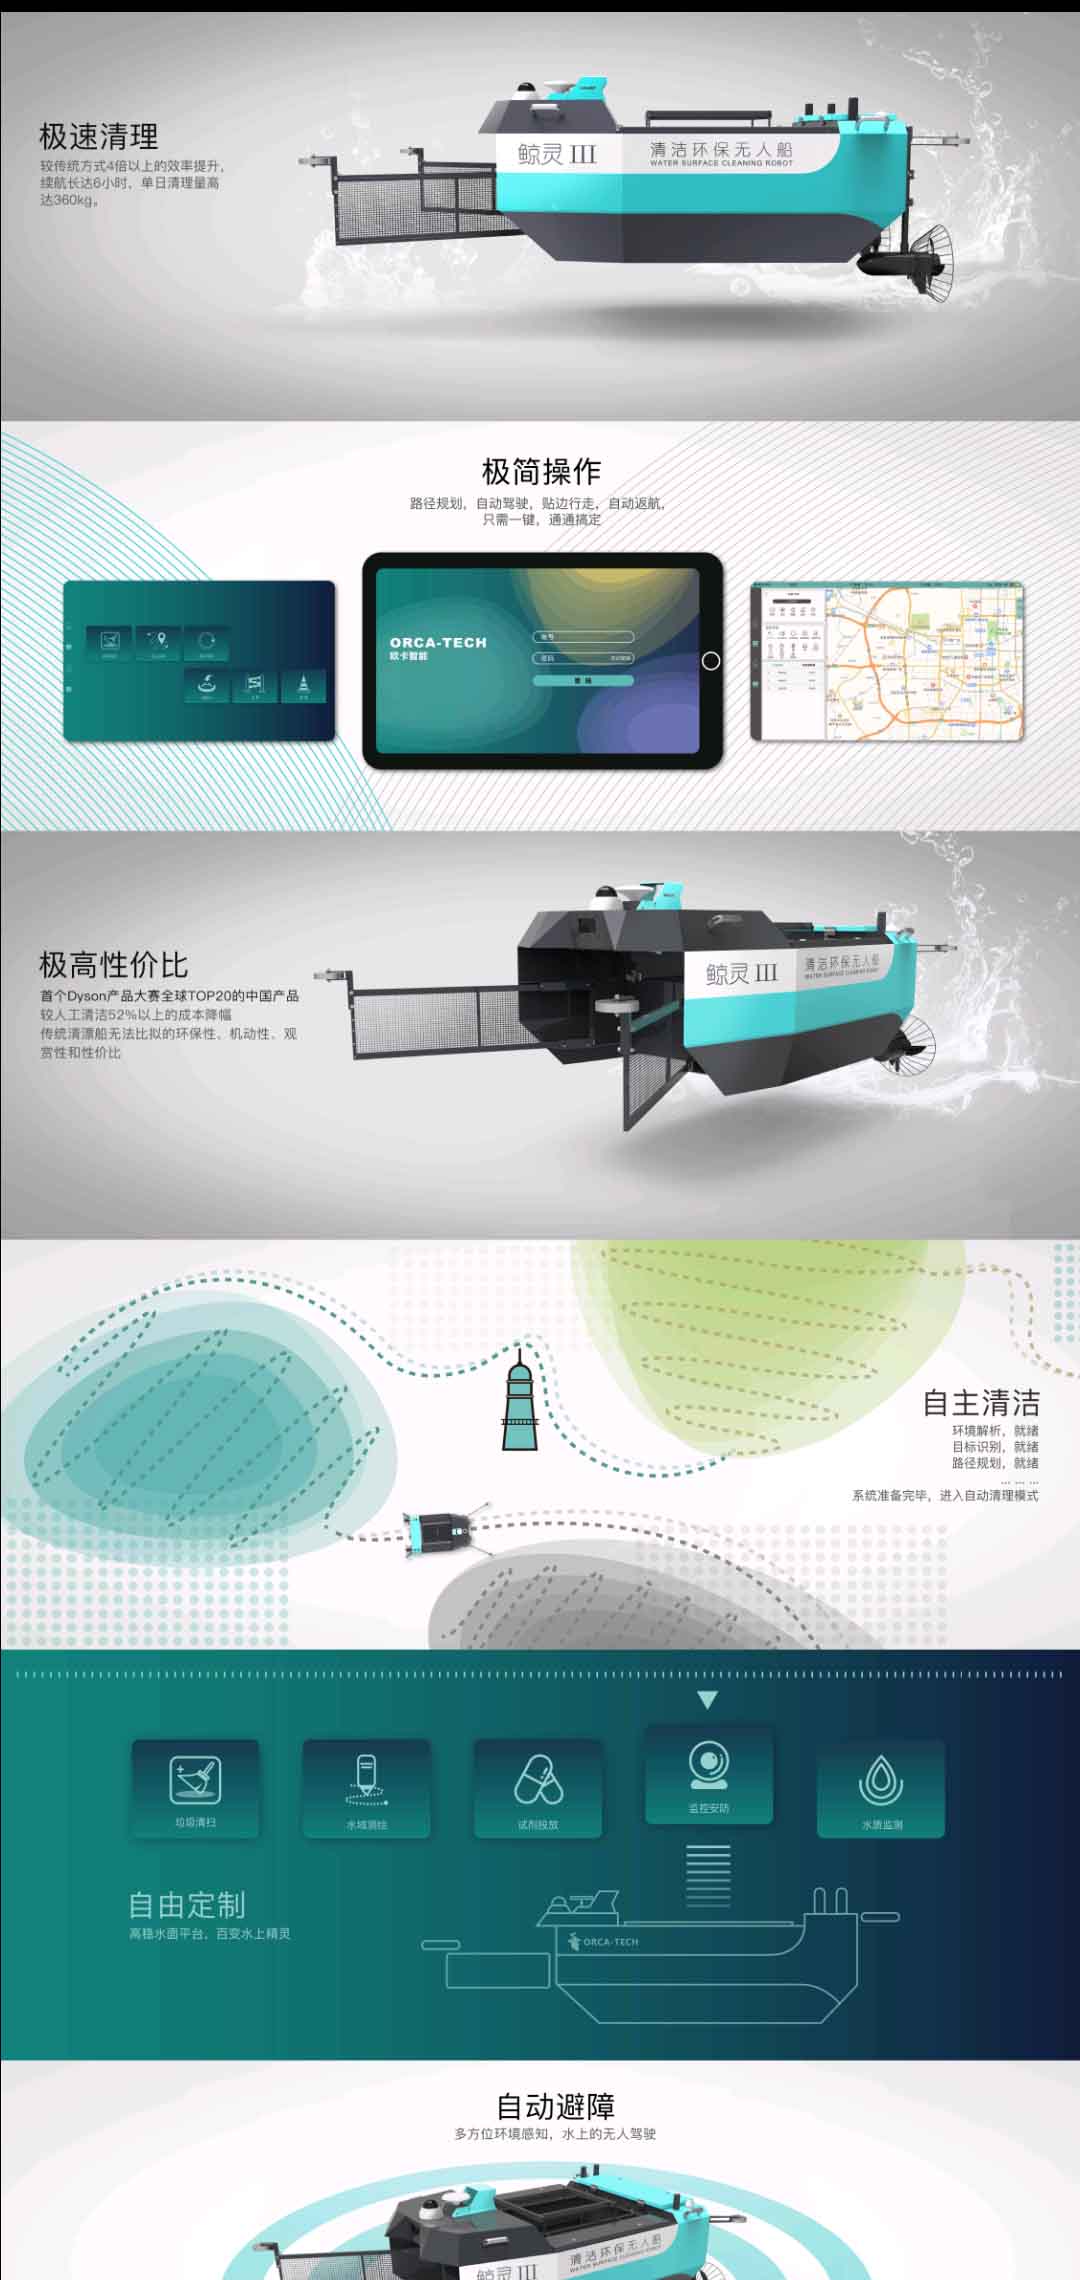 极速清理
较传统方式4倍以上的效率提升，
续航长达6小时，单日清理量高
达360kg。
鲸灵 III
清洁环保无人船
WATER SURFACE CLEANING ROBOT
极简操作
路径规划，自动驾驶，贴边行走，自动返航，
只需一键，通通搞定
ORCA-TECH
欧卡智能
账号
密码
登 陆
极高性价比
首个Dyson产品大赛全球TOP20的中国产品
较人工清洁52%以上的成本降幅
传统清漂船无法比拟的环保性、机动性、观
赏性和性价比
鲸灵 III
清洁环保无人船
WATER SURFACE CLEANING ROBOT
自主清洁
环境解析，就绪
目标识别，就绪
路径规划，就绪
... ... ...
系统准备完毕，进入自动清理模式
垃圾清扫
水域测绘
试剂投放
监控安防
水质监测
自由定制
高稳水面平台，百变水上精灵
ORCA-TECH
自动避障
多方位环境感知，水上的无人驾驶
鲸灵 III
清洁环保无人船
WATER SURFACE CLEANING ROBOT